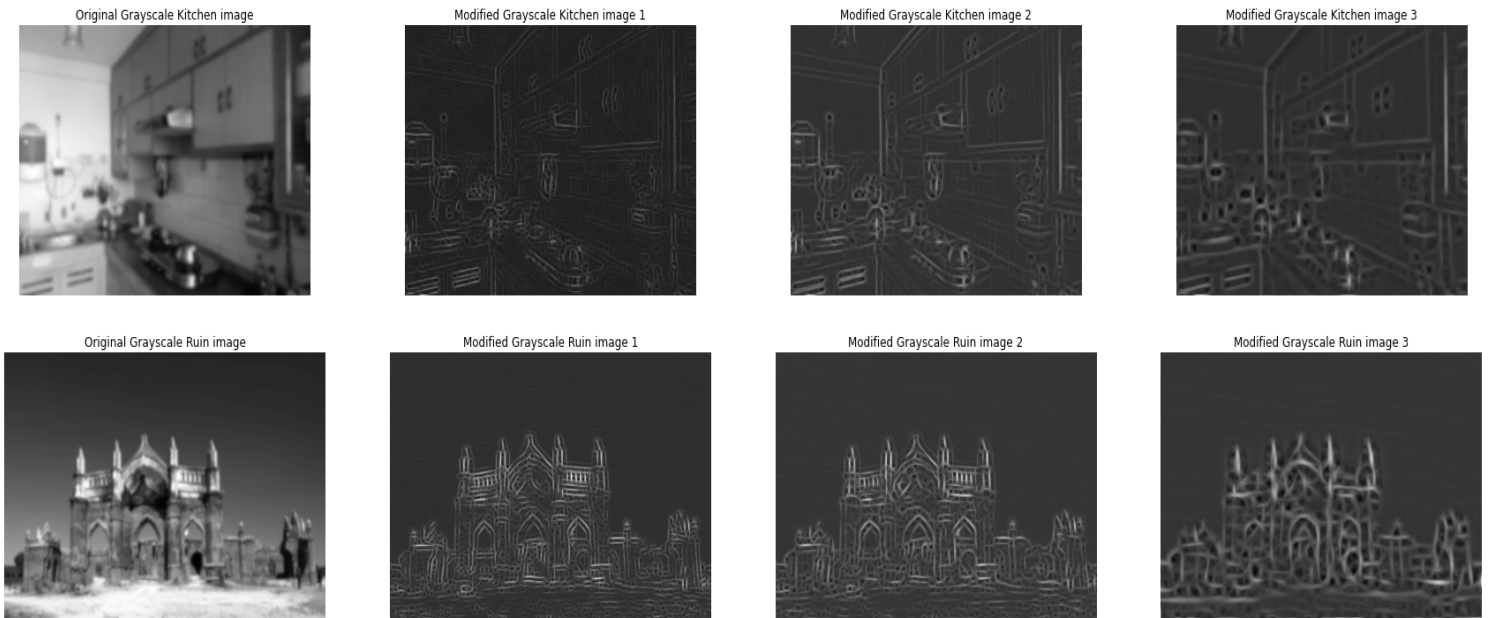 Original Grayscale Kitchen image
Modified Grayscale Kitchen image 1
Modified Grayscale Kitchen image 2
Modified Grayscale Kitchen image 3
Original Grayscale Ruin image
Modified Grayscale Ruin image 1
Modified Grayscale Ruin image 2
Modified Grayscale Ruin image 3